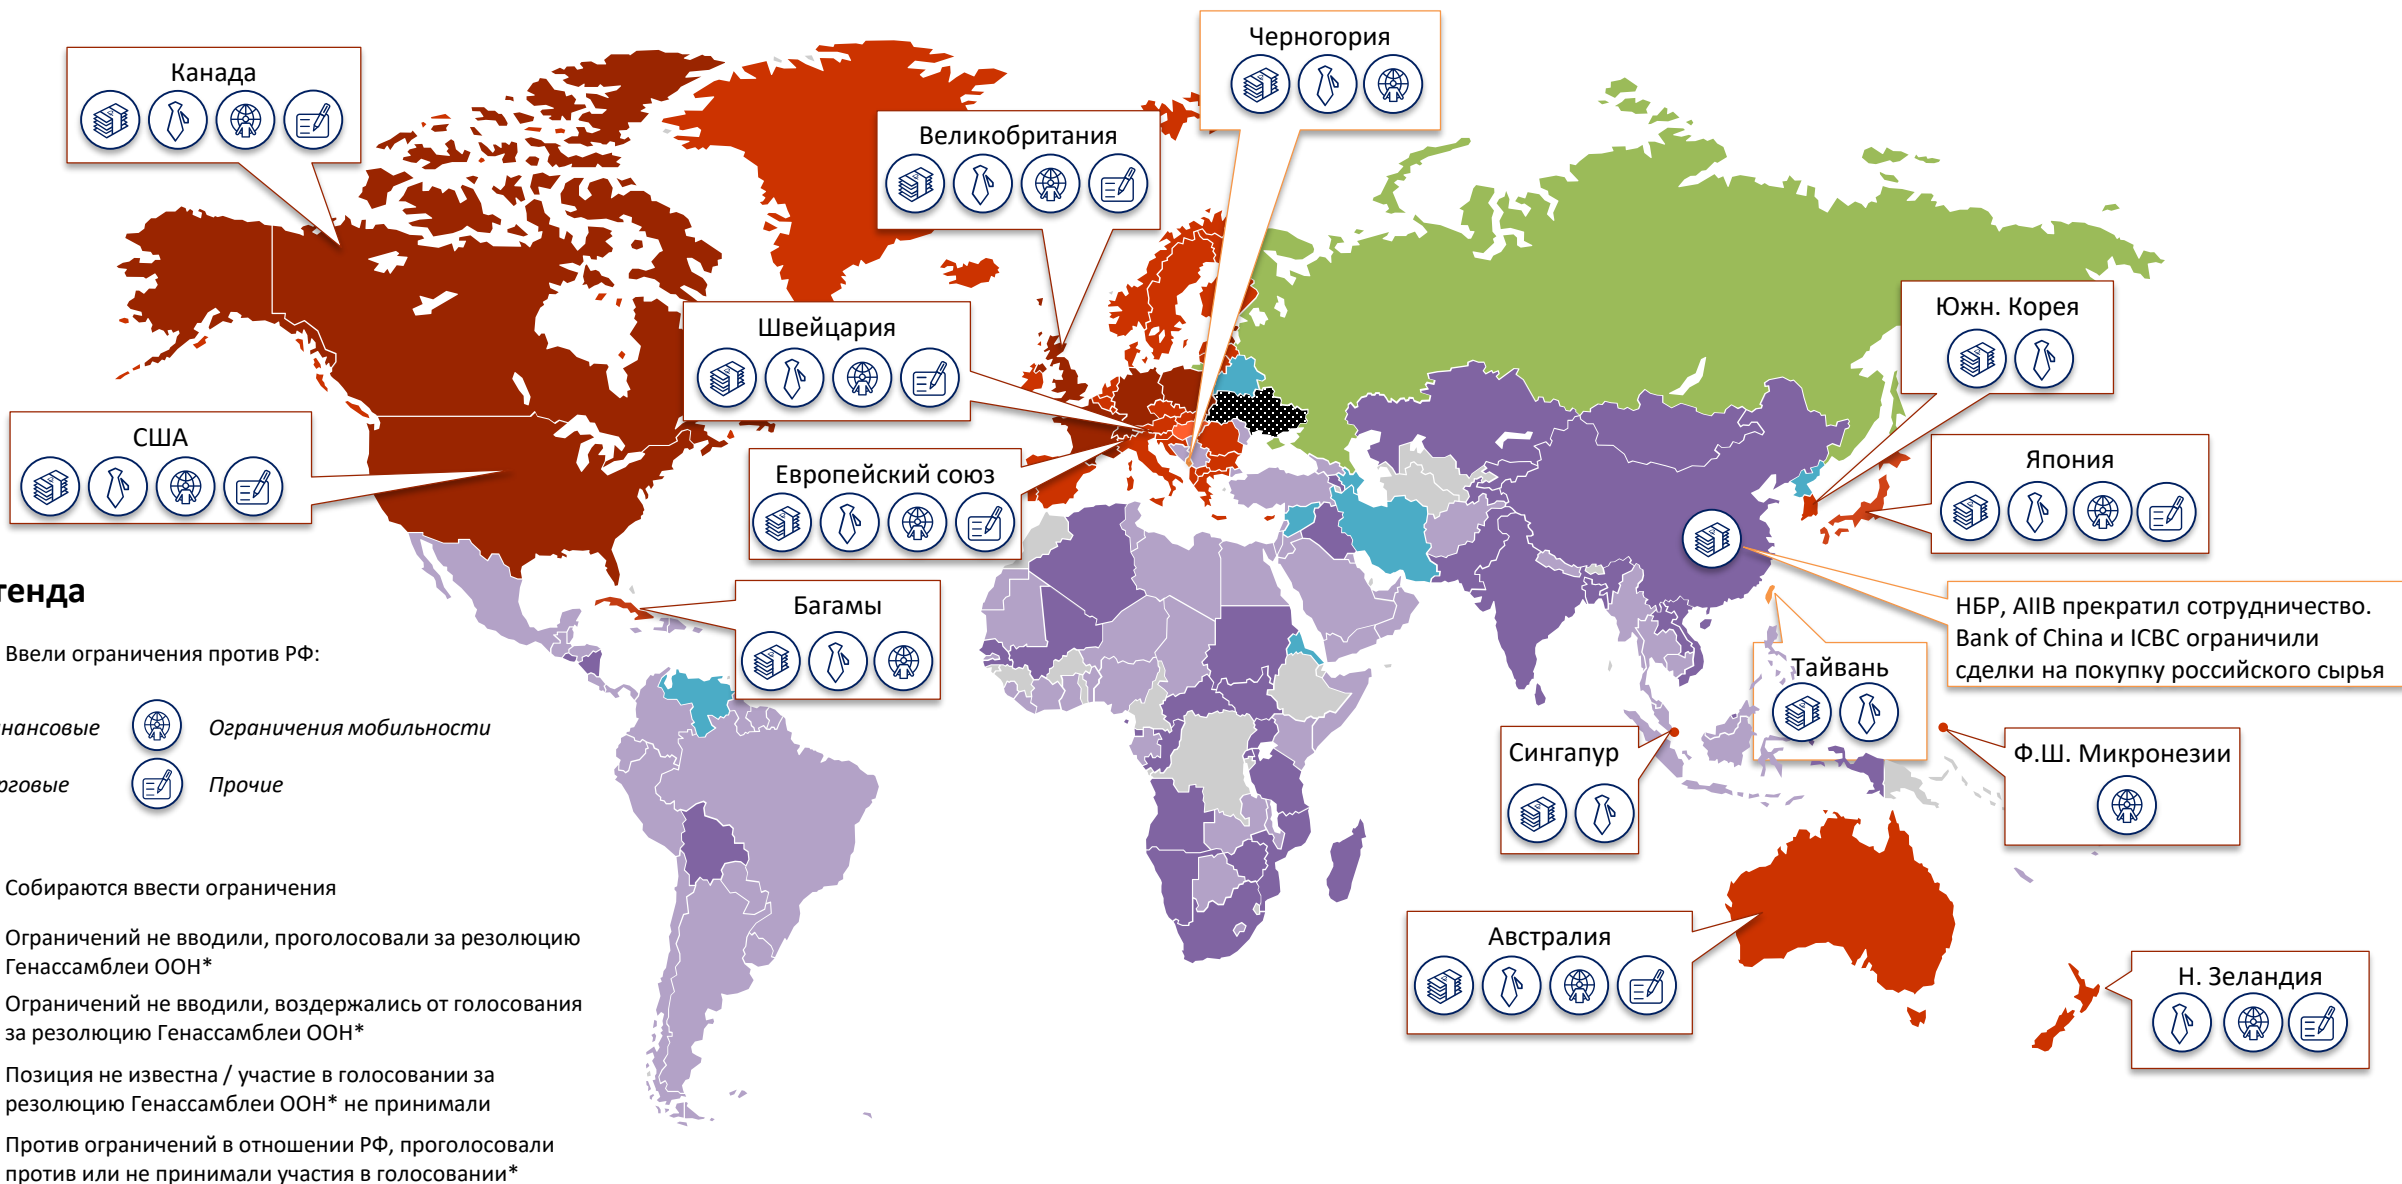 Черногория
Канада
Великобритания
Южн. Корея
Швейцария
США
Япония
Европейский союз
Багамы
НБР, AIIB прекратил сотрудничество.
Bank of China и ICBC ограничили
сделки на покупку российского сырья
Тайвань
Сингапур
Ф.Ш. Микронезии
Австралия
Н. Зеландия
генда
Ввели ограничения против РФ:
нансовые
Ограничения мобильности
рговые
Прочие
Собираются ввести ограничения
Ограничений не вводили, проголосовали за резолюцию
Генассамблеи ООН*
Ограничений не вводили, воздержались от голосования
за резолюцию Генассамблеи ООН*
Позиция не известна / участие в голосовании за
резолюцию Генассамблеи ООН* не принимали
Против ограничений в отношении РФ, проголосовали
против или не принимали участия в голосовании*